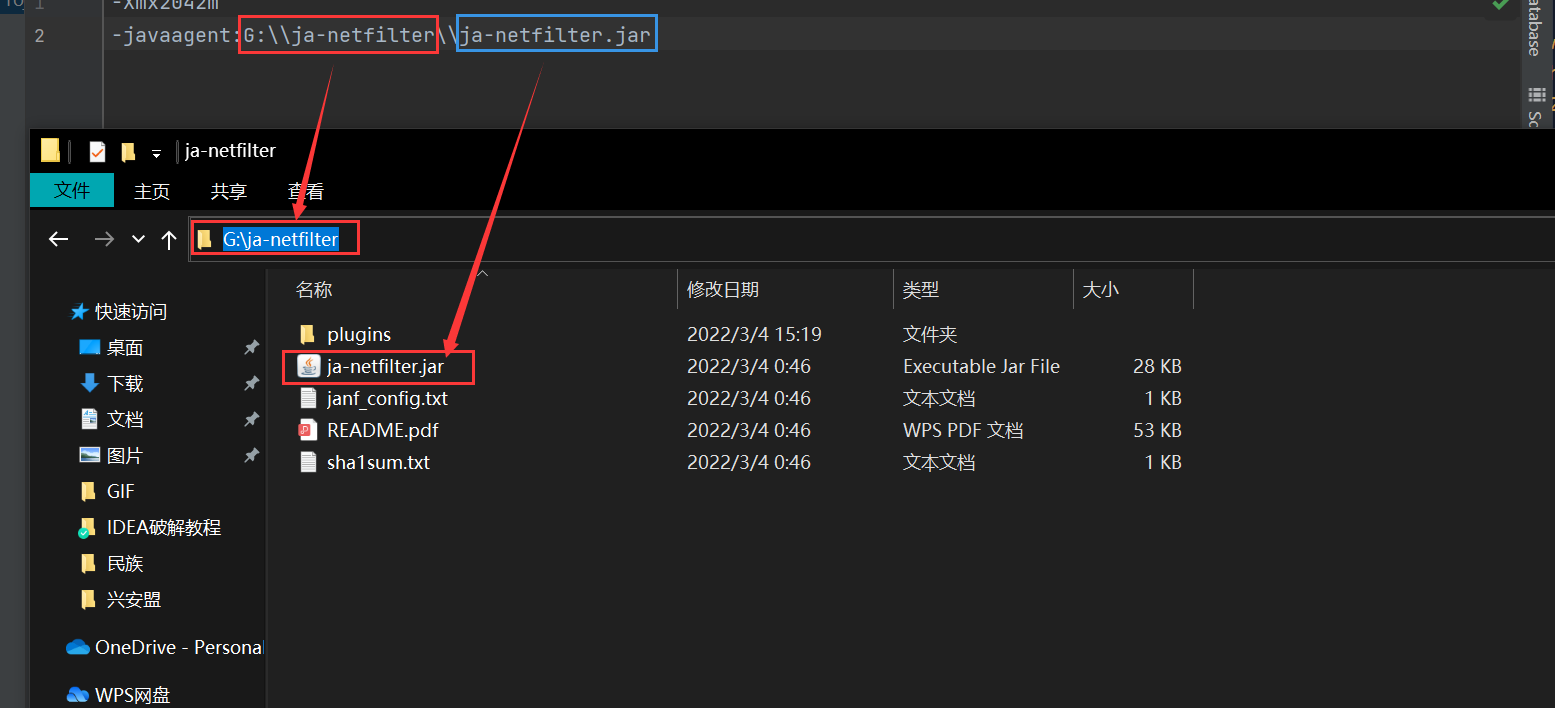 1 -Xmx2042m
2 -javaagent:G:\\ja-netfilter\\ja-netfilter.jar
atabase
Sc
ja-netfilter
文件 主页 共享 查看
G:\ja-netfilter
名称 修改日期 类型 大小
快速访问
桌面
下载
文档
图片
GIF
IDEA破解教程
民族
兴安盟
OneDrive - Personal
WPS网盘
plugins 2022/3/4 15:19 文件夹
ja-netfilter.jar 2022/3/4 0:46 Executable Jar File 28 KB
janf_config.txt 2022/3/4 0:46 文本文档 1 KB
README.pdf 2022/3/4 0:46 WPS PDF 文档 53 KB
sha1sum.txt 2022/3/4 0:46 文本文档 1 KB